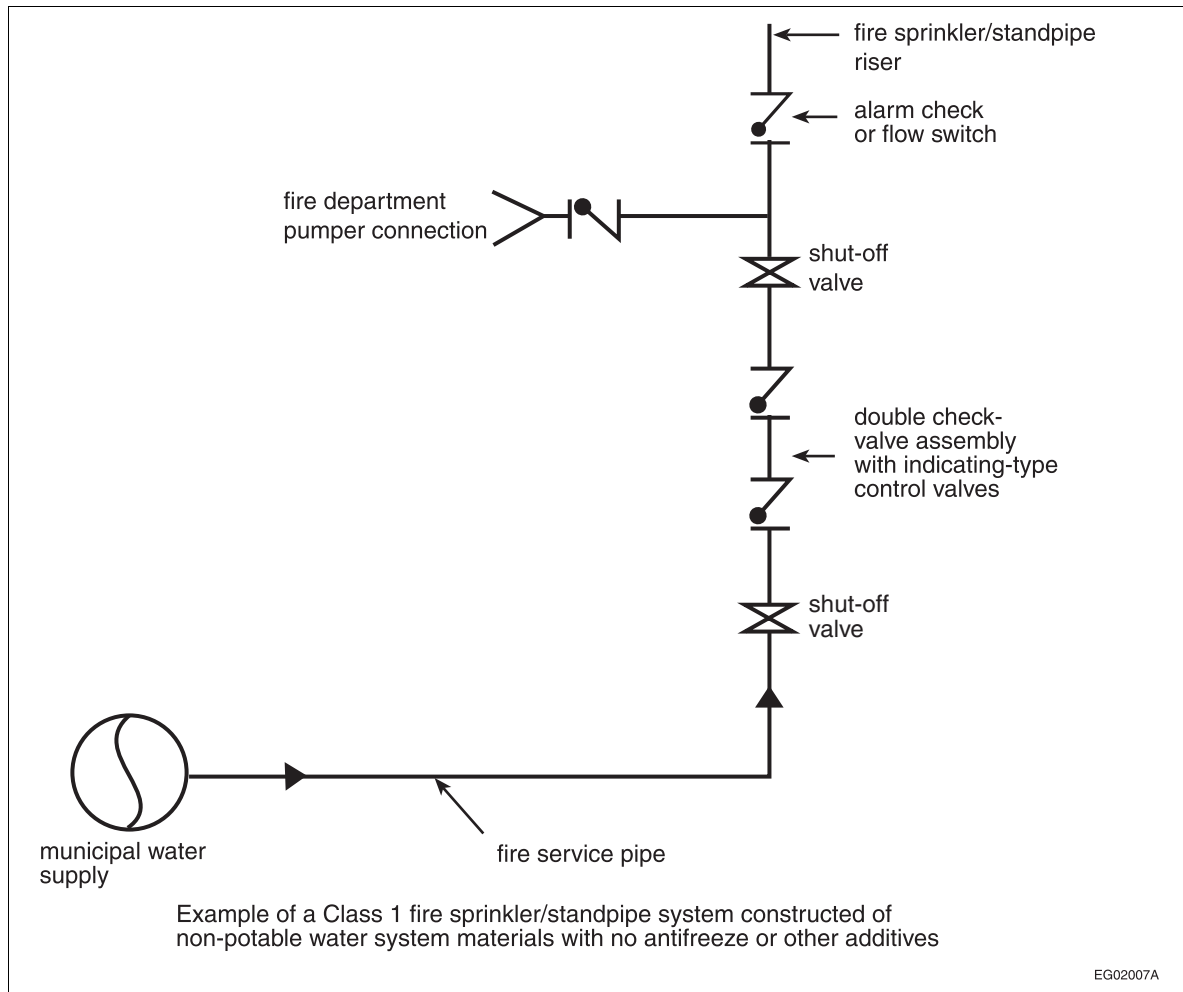 fire sprinkler/standpipe
riser
alarm check
or flow switch
fire department
pumper connection
shut-off
valve
double check-
valve assembly
with indicating-type
control valves
shut-off
valve
municipal water
supply
fire service pipe
Example of a Class 1 fire sprinkler/standpipe system constructed of
non-potable water system materials with no antifreeze or other additives
EG02007A